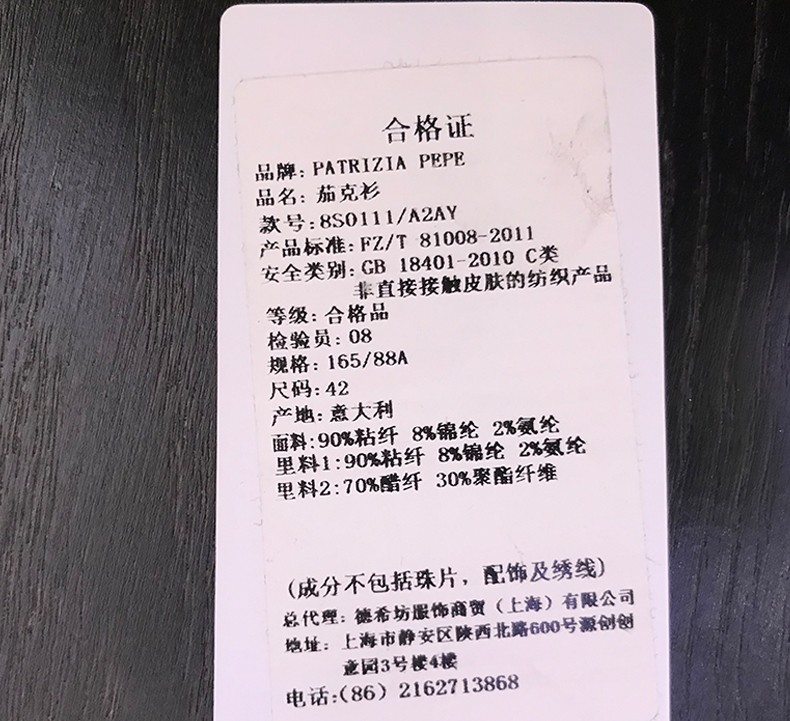 合格证
品牌: PATRIZIA PEPE
品名: 茄克衫
款号: 8S0111/A2AY
产品标准: FZ/T 81008-2011
安全类别: GB 18401-2010 C类
非直接接触皮肤的纺织产品
等级: 合格品
检验员: 08
规格: 165/88A
尺码: 42
产地: 意大利
面料: 90%粘纤 8%锦纶 2%氨纶
里料1: 90%粘纤 8%锦纶 2%氨纶
里料2: 70%醋纤 30%聚酯纤维
(成分不包括珠片，配饰及绣线)
总代理: 德希坊服饰商贸（上海）有限公司
地址: 上海市静安区陕西北路600号源创创
意园3号楼4楼
电话: (86) 2162713868